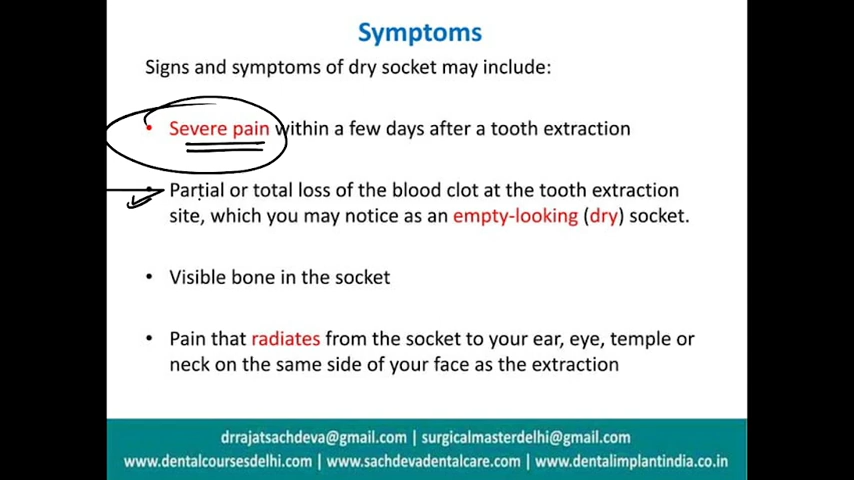 Symptoms
Signs and symptoms of dry socket may include:
• Severe pain within a few days after a tooth extraction
• Partial or total loss of the blood clot at the tooth extraction
site, which you may notice as an empty-looking (dry) socket.
• Visible bone in the socket
• Pain that radiates from the socket to your ear, eye, temple or
neck on the same side of your face as the extraction
drrajatsachdeva@gmail.com | surgicalmasterdelhi@gmail.com
www.dentalcoursesdelhi.com | www.sachdevadentalcare.com | www.dentalimplantindia.co.in